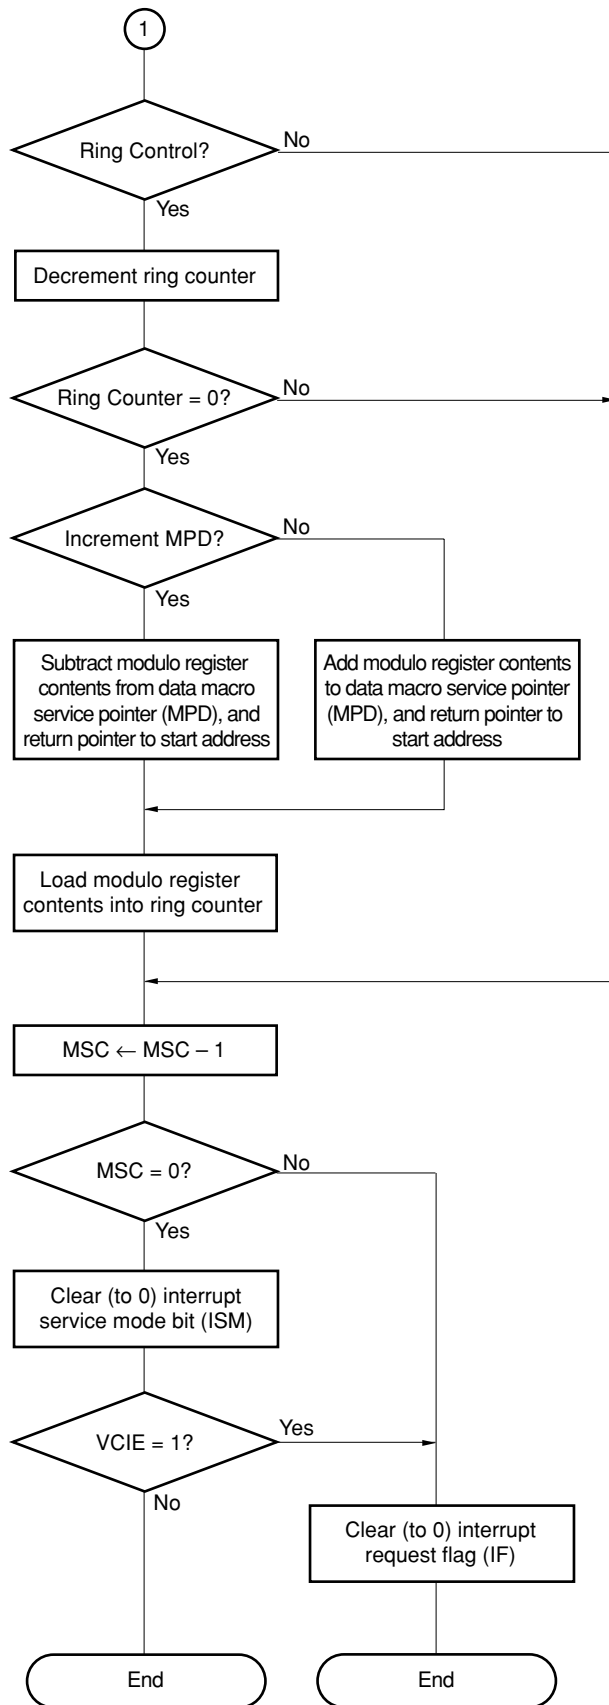 1
Ring Control?
No
Yes
Decrement ring counter
Ring Counter = 0?
No
Yes
Increment MPD?
No
Yes
Subtract modulo register
contents from data macro
service pointer (MPD), and
return pointer to start address
Add modulo register contents
to data macro service pointer
(MPD), and return pointer to
start address
Load modulo register
contents into ring counter
MSC ← MSC – 1
MSC = 0?
No
Yes
Clear (to 0) interrupt
service mode bit (ISM)
VCIE = 1?
Yes
No
Clear (to 0) interrupt
request flag (IF)
End
End